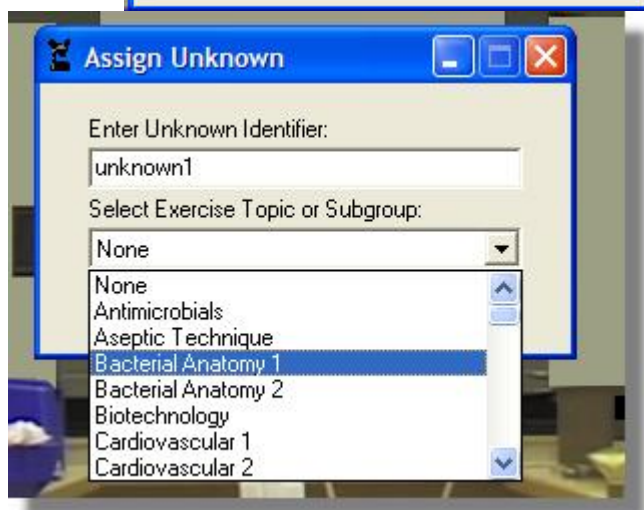 Assign Unknown
Enter Unknown Identifier:
unknown1
Select Exercise Topic or Subgroup:
None
None
Antimicrobials
Aseptic Technique
Bacterial Anatomy 1
Bacterial Anatomy 2
Biotechnology
Cardiovascular 1
Cardiovascular 2